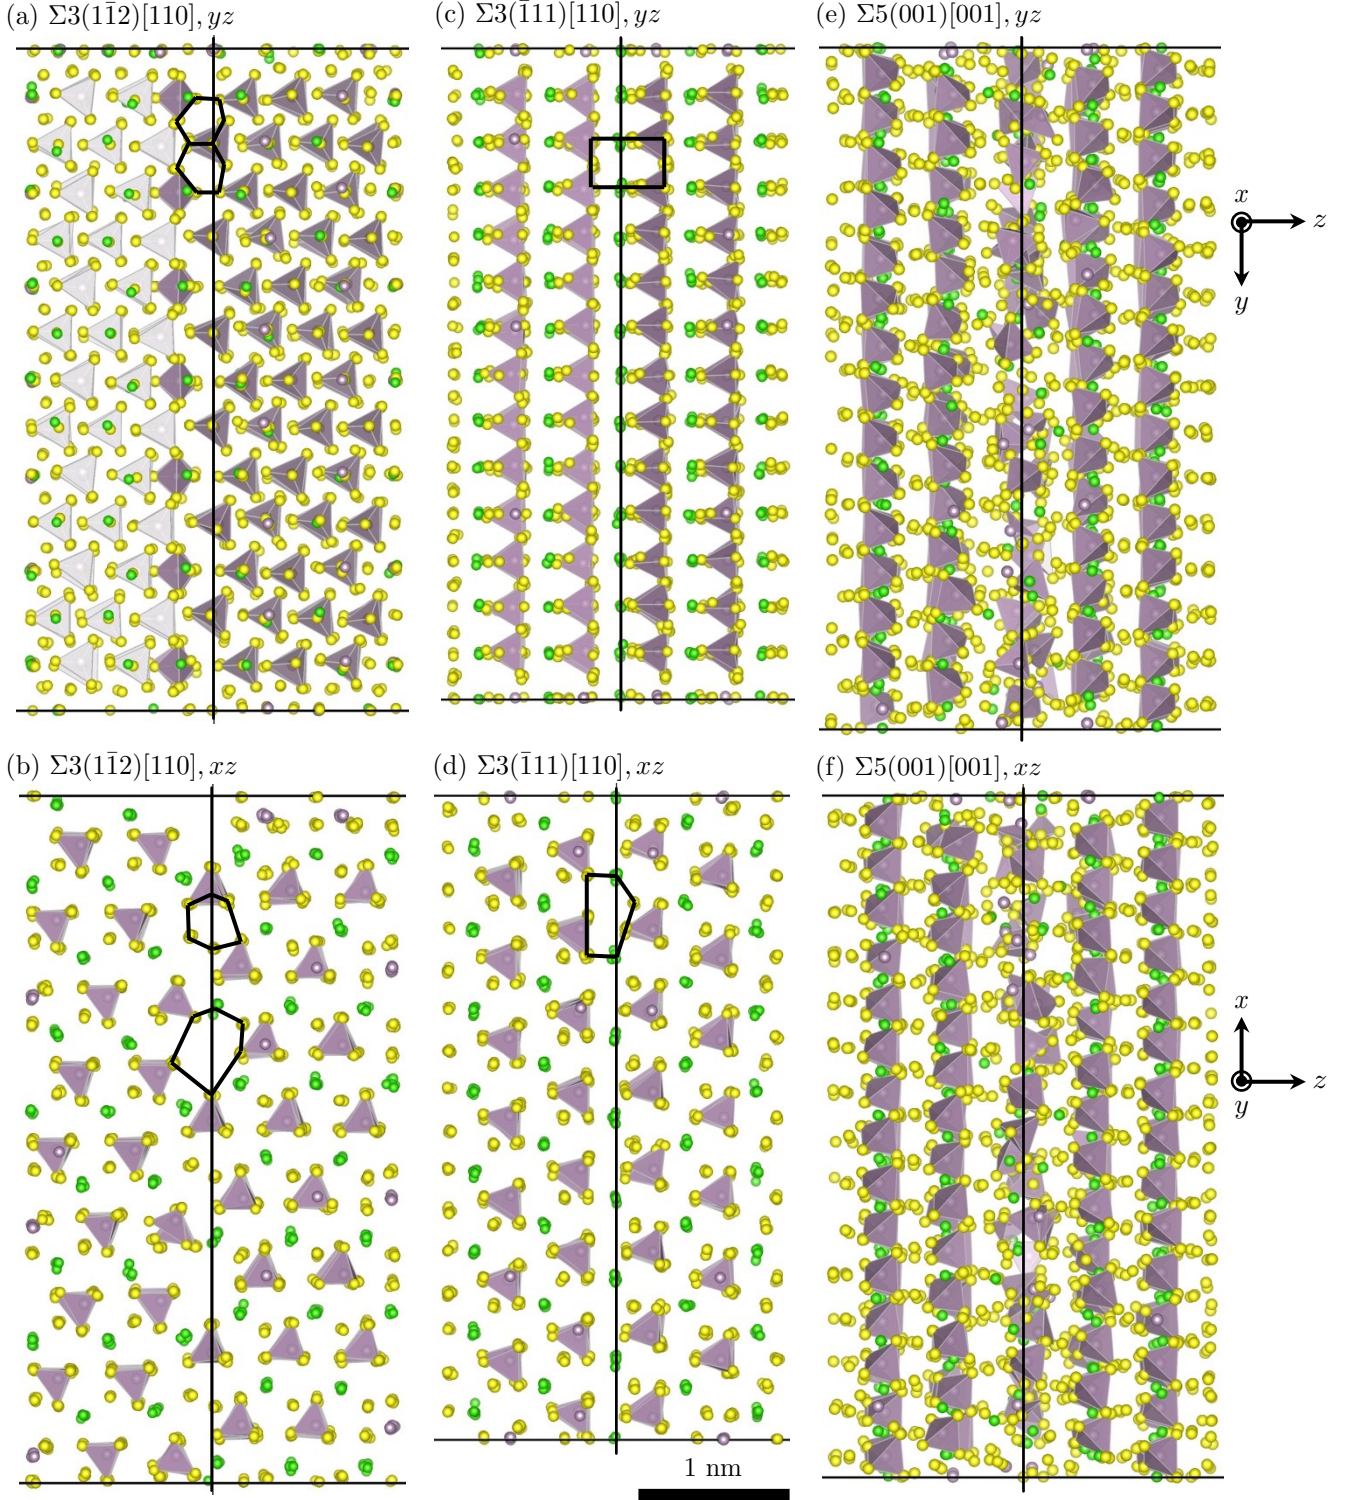 (a) Σ3(11̄2)[110], yz
(c) Σ3(1̄11)[110], yz
(e) Σ5(001)[001], yz
x
z
y
(b) Σ3(11̄2)[110], xz
(d) Σ3(1̄11)[110], xz
(f) Σ5(001)[001], xz
x
z
y
1 nm